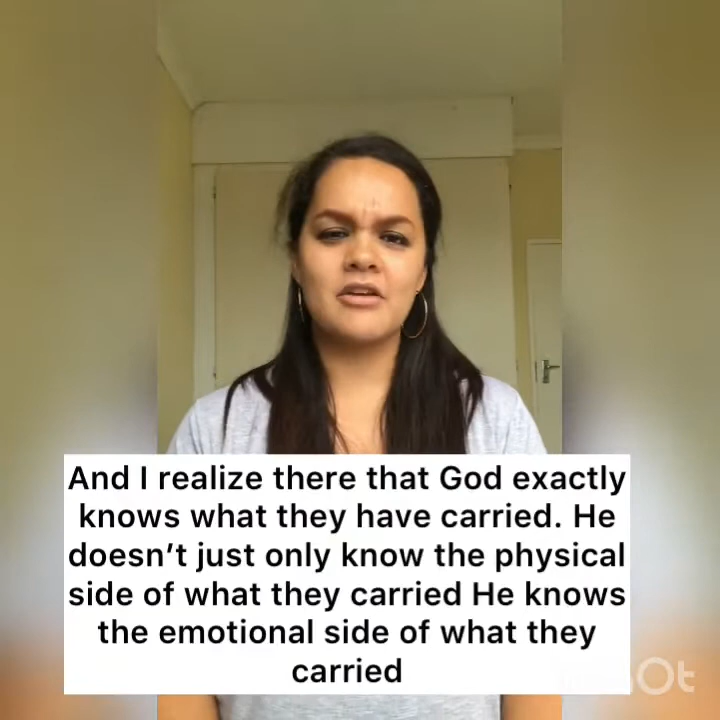 And I realize there that God exactly
knows what they have carried. He
doesn't just only know the physical
side of what they carried He knows
the emotional side of what they
carried